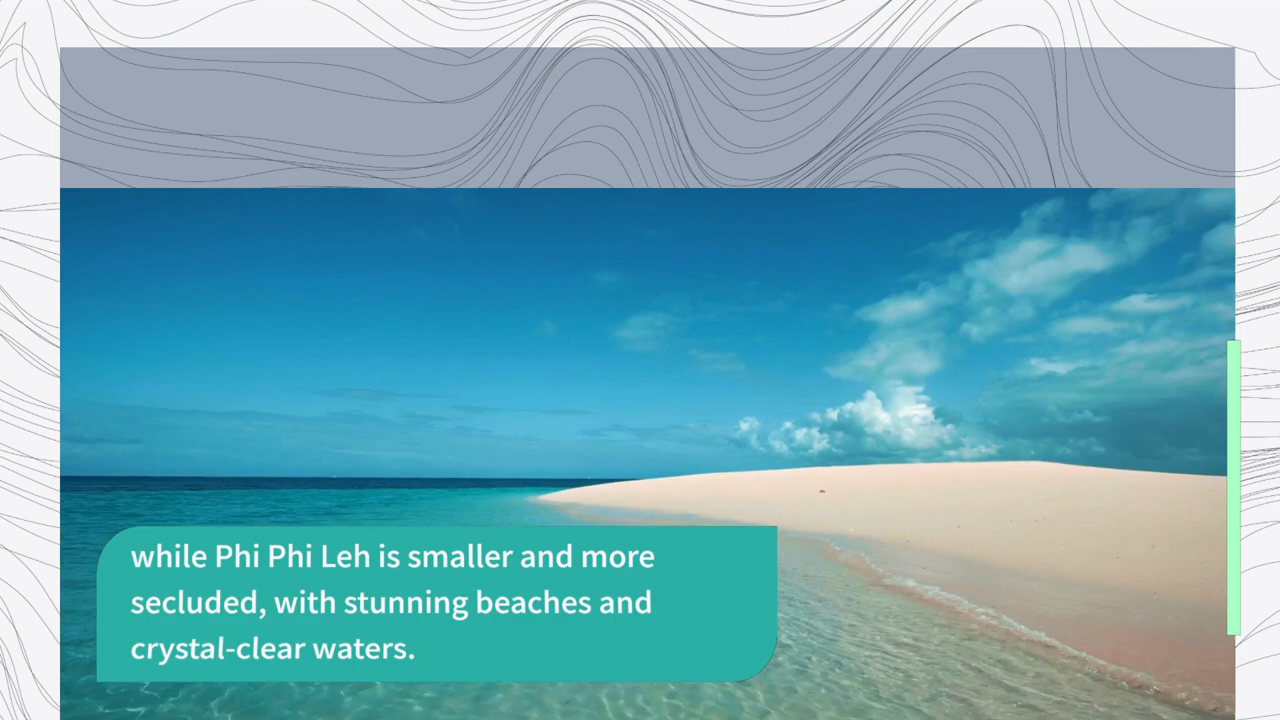 while Phi Phi Leh is smaller and more
secluded, with stunning beaches and
crystal-clear waters.